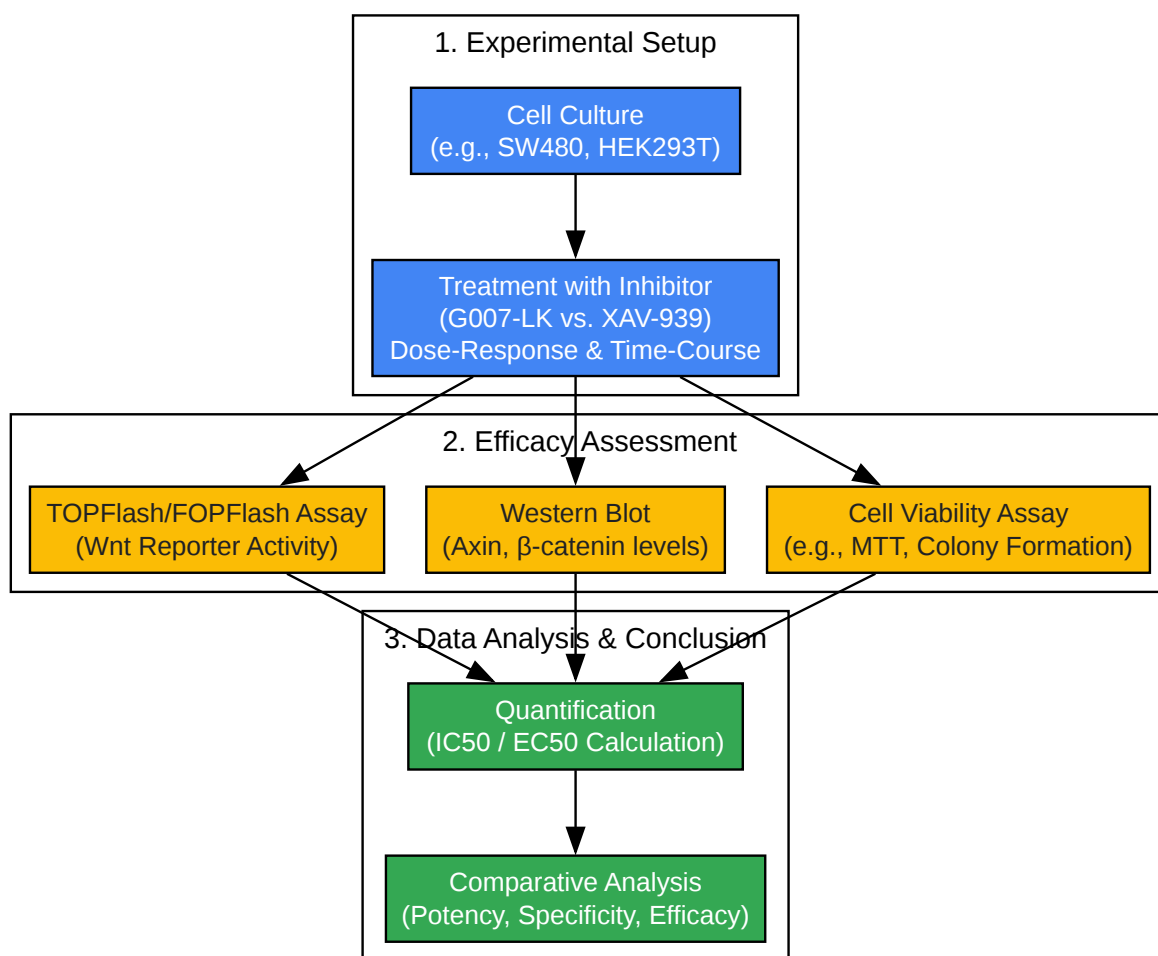 1. Experimental Setup
Cell Culture
(e.g., SW480, HEK293T)
Treatment with Inhibitor
(G007-LK vs. XAV-939)
Dose-Response & Time-Course
2. Efficacy Assessment
TOPFlash/FOPFlash Assay
(Wnt Reporter Activity)
Western Blot
(Axin, β-catenin levels)
Cell Viability Assay
(e.g., MTT, Colony Formation)
3. Data Analysis & Conclusion
Quantification
(IC50 / EC50 Calculation)
Comparative Analysis
(Potency, Specificity, Efficacy)